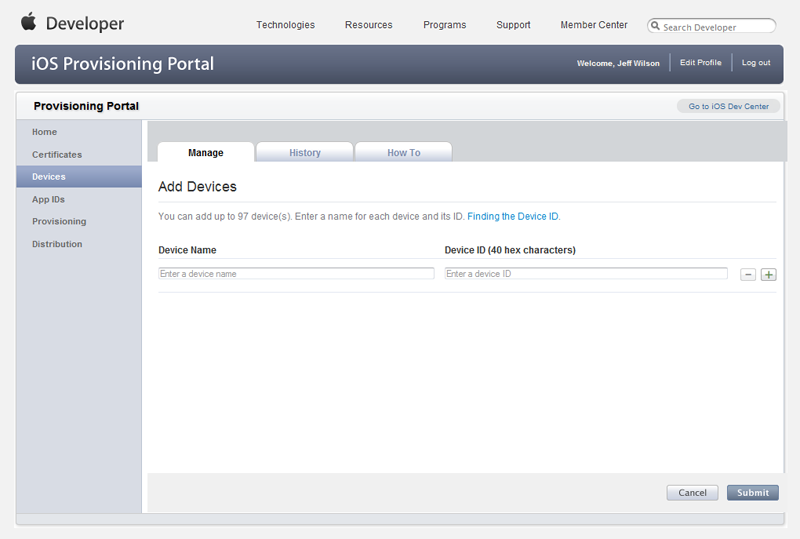 Developer
Technologies Resources Programs Support Member Center Search Developer
iOS Provisioning Portal
Welcome, Jeff Wilson Edit Profile Log out
Provisioning Portal
Go to iOS Dev Center
Home
Certificates
Devices
App IDs
Provisioning
Distribution
Manage History How To
Add Devices
You can add up to 97 device(s). Enter a name for each device and its ID. Finding the Device ID.
Device Name Device ID (40 hex characters)
Enter a device name Enter a device ID
Cancel Submit